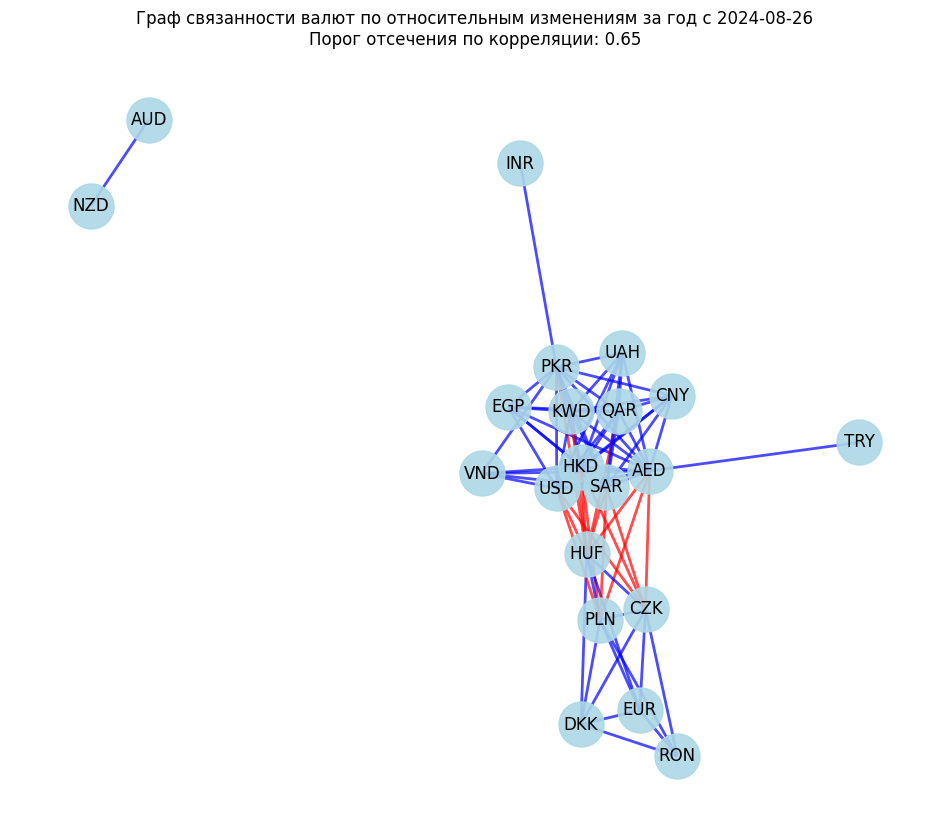 Граф связанности валют по относительным изменениям за год с 2024-08-26
Порог отсечения по корреляции: 0.65
AUD
INR
NZD
UAH
PKR
CNY
EGP
KWD
QAR
TRY
HKD
AED
VND
USD
SAR
HUF
CZK
PLN
EUR
DKK
RON